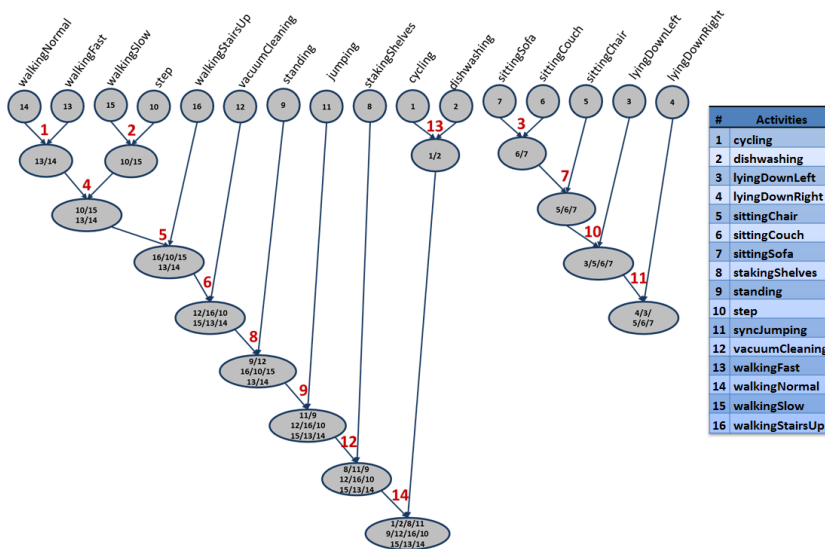 walkingNormal
walkingFast
walkingSlow
step
walkingStairsUp
vacuumCleaning
standing
jumping
stakingShelves
cycling
dishwashing
sittingSofa
sittingCouch
sittingChair
lyingDownLeft
lyingDownRight
14
13
15
10
16
12
9
11
8
1
2
7
6
5
3
4
1
2
13
3
13/14
10/15
1/2
6/7
4
7
10/15
13/14
5/6/7
5
10
16/10/15
13/14
3/5/6/7
6
11
12/16/10
15/13/14
4/3/
5/6/7
8
9/12
16/10/15
13/14
9
11/9
12/16/10
15/13/14
12
8/11/9
12/16/10
15/13/14
14
1/2/8/11
9/12/16/10
15/13/14
# Activities
1 cycling
2 dishwashing
3 lyingDownLeft
4 lyingDownRight
5 sittingChair
6 sittingCouch
7 sittingSofa
8 stakingShelves
9 standing
10 step
11 syncJumping
12 vacuumCleaning
13 walkingFast
14 walkingNormal
15 walkingSlow
16 walkingStairsUp